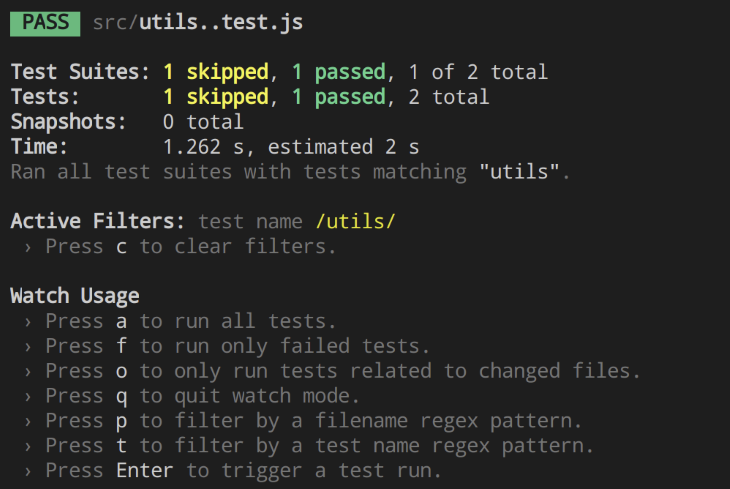 PASS src/utils..test.js
Test Suites: 1 skipped, 1 passed, 1 of 2 total
Tests: 1 skipped, 1 passed, 2 total
Snapshots: 0 total
Time: 1.262 s, estimated 2 s
Ran all test suites with tests matching "utils".
Active Filters: test name /utils/
› Press c to clear filters.
Watch Usage
› Press a to run all tests.
› Press f to run only failed tests.
› Press o to only run tests related to changed files.
› Press q to quit watch mode.
› Press p to filter by a filename regex pattern.
› Press t to filter by a test name regex pattern.
› Press Enter to trigger a test run.